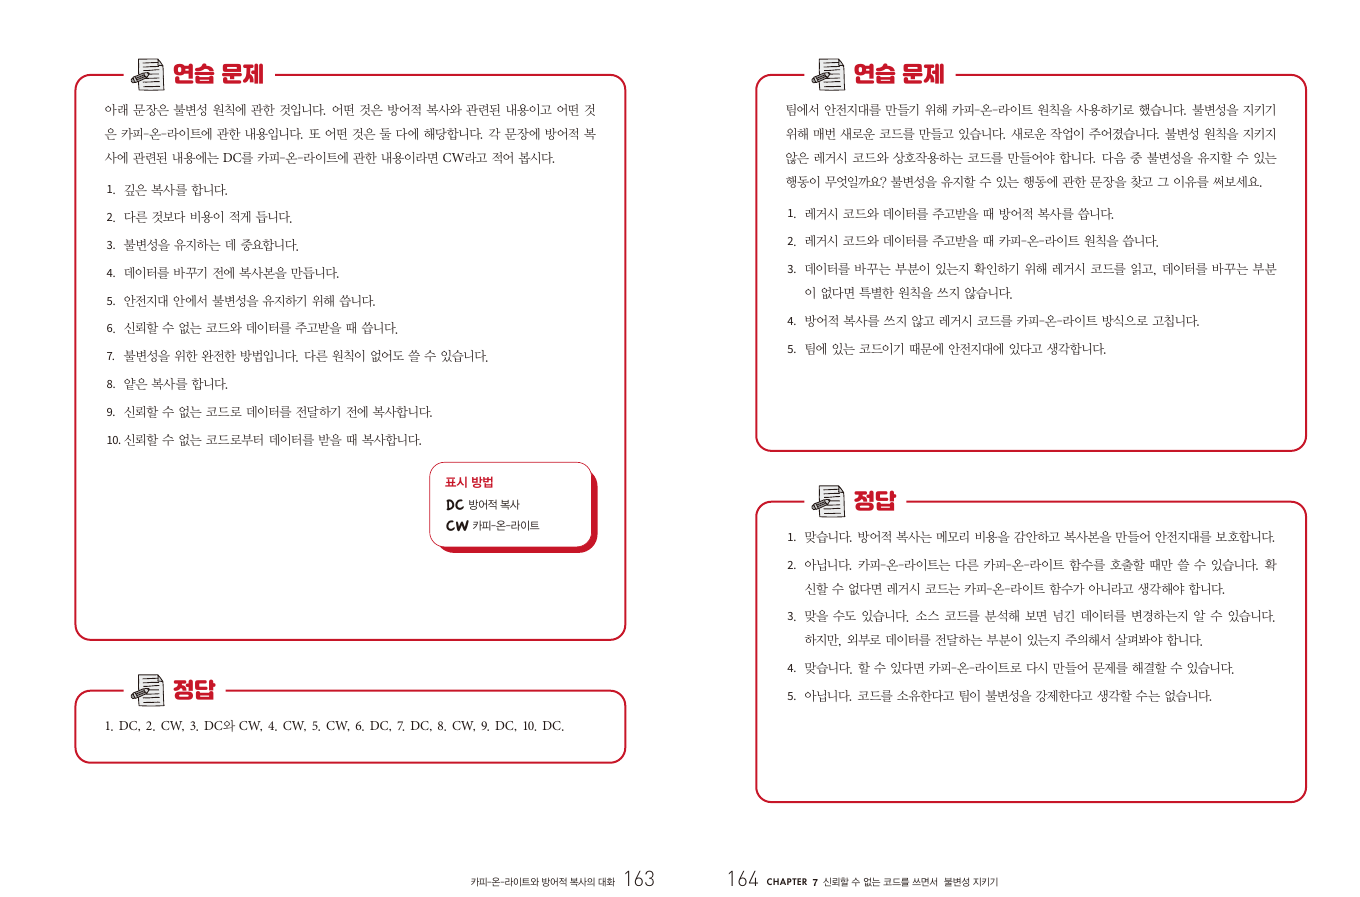 연습 문제
아래 문장은 불변성 원칙에 관한 것입니다. 어떤 것은 방어적 복사와 관련된 내용이고 어떤 것
은 카피-온-라이트에 관한 내용입니다. 또 어떤 것은 둘 다에 해당합니다. 각 문장에 방어적 복
사에 관련된 내용에는 DC를 카피-온-라이트에 관한 내용이라면 CW라고 적어 봅시다.
1. 깊은 복사를 합니다.
2. 다른 것보다 비용이 적게 듭니다.
3. 불변성을 유지하는 데 중요합니다.
4. 데이터를 바꾸기 전에 복사본을 만듭니다.
5. 안전지대 안에서 불변성을 유지하기 위해 씁니다.
6. 신뢰할 수 없는 코드와 데이터를 주고받을 때 씁니다.
7. 불변성을 위한 완전한 방법입니다. 다른 원칙이 없어도 쓸 수 있습니다.
8. 얕은 복사를 합니다.
9. 신뢰할 수 없는 코드로 데이터를 전달하기 전에 복사합니다.
10. 신뢰할 수 없는 코드로부터 데이터를 받을 때 복사합니다.
표시 방법
DC 방어적 복사
CW 카피-온-라이트
정답
1. DC, 2. CW, 3. DC와 CW, 4. CW, 5. CW, 6. DC, 7. DC, 8. CW, 9. DC, 10. DC.
카피-온-라이트와 방어적 복사의 대화 163
연습 문제
팀에서 안전지대를 만들기 위해 카피-온-라이트 원칙을 사용하기로 했습니다. 불변성을 지키기
위해 매번 새로운 코드를 만들고 있습니다. 새로운 작업이 주어졌습니다. 불변성 원칙을 지키지
않은 레거시 코드와 상호작용하는 코드를 만들어야 합니다. 다음 중 불변성을 유지할 수 있는
행동이 무엇일까요? 불변성을 유지할 수 있는 행동에 관한 문장을 찾고 그 이유를 써보세요.
1. 레거시 코드와 데이터를 주고받을 때 방어적 복사를 씁니다.
2. 레거시 코드와 데이터를 주고받을 때 카피-온-라이트 원칙을 씁니다.
3. 데이터를 바꾸는 부분이 있는지 확인하기 위해 레거시 코드를 읽고, 데이터를 바꾸는 부분
이 없다면 특별한 원칙을 쓰지 않습니다.
4. 방어적 복사를 쓰지 않고 레거시 코드를 카피-온-라이트 방식으로 고칩니다.
5. 팀에 있는 코드이기 때문에 안전지대에 있다고 생각합니다.
정답
1. 맞습니다. 방어적 복사는 메모리 비용을 감안하고 복사본을 만들어 안전지대를 보호합니다.
2. 아닙니다. 카피-온-라이트는 다른 카피-온-라이트 함수를 호출할 때만 쓸 수 있습니다. 확
신할 수 없다면 레거시 코드는 카피-온-라이트 함수가 아니라고 생각해야 합니다.
3. 맞을 수도 있습니다. 소스 코드를 분석해 보면 넘긴 데이터를 변경하는지 알 수 있습니다.
하지만, 외부로 데이터를 전달하는 부분이 있는지 주의해서 살펴봐야 합니다.
4. 맞습니다. 할 수 있다면 카피-온-라이트로 다시 만들어 문제를 해결할 수 있습니다.
5. 아닙니다. 코드를 소유한다고 팀이 불변성을 강제한다고 생각할 수는 없습니다.
164 CHAPTER 7 신뢰할 수 없는 코드를 쓰면서 불변성 지키기